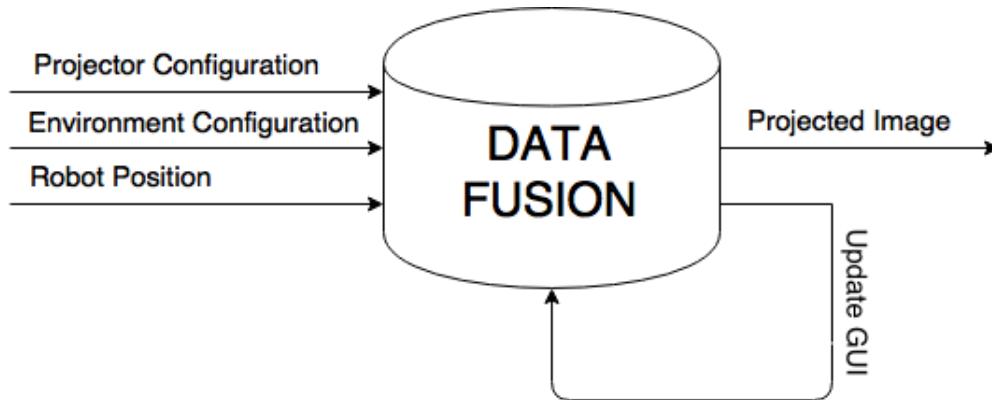 Projector Configuration
Environment Configuration
Robot Position
DATA
FUSION
Projected Image
Update GUI